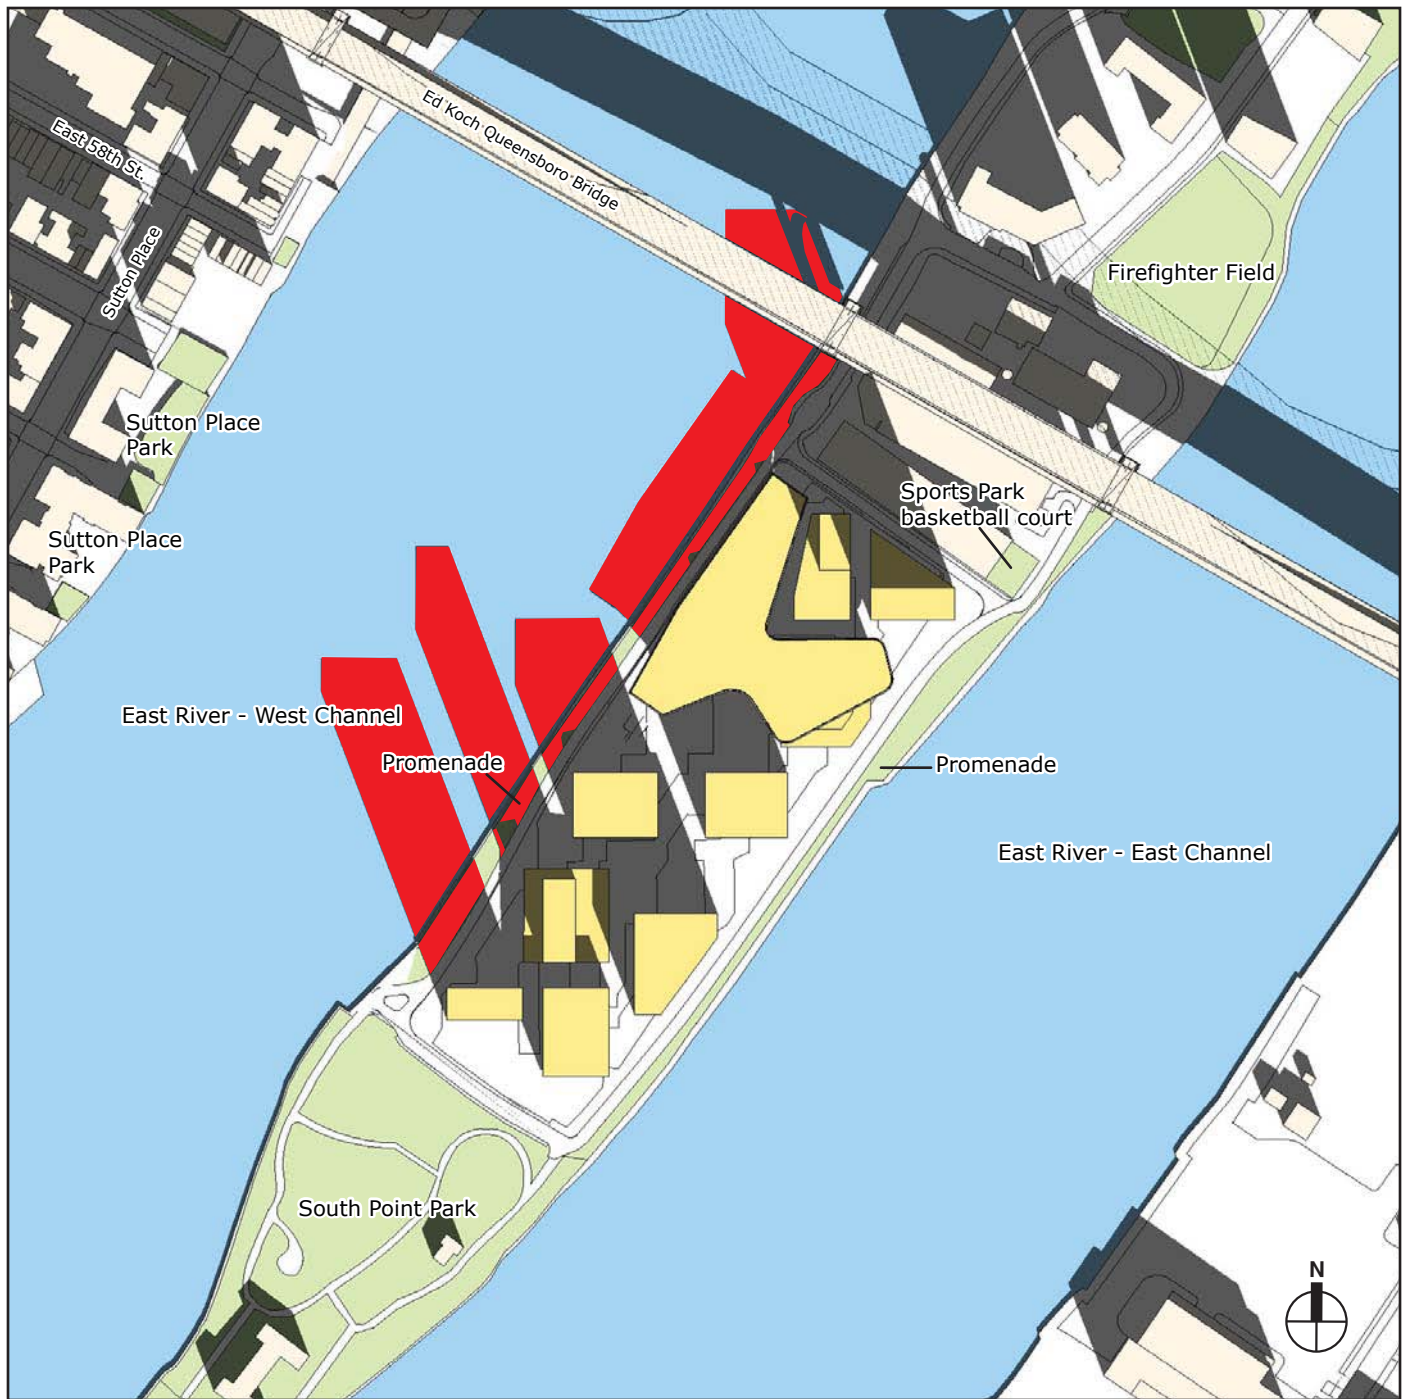 Ed Koch Queensboro Bridge
East 58th St.
Sutton Place
Firefighter Field
Sutton Place
Park
Sports Park
basketball court
Sutton Place
Park
East River - West Channel
Promenade
Promenade
East River - East Channel
South Point Park
N